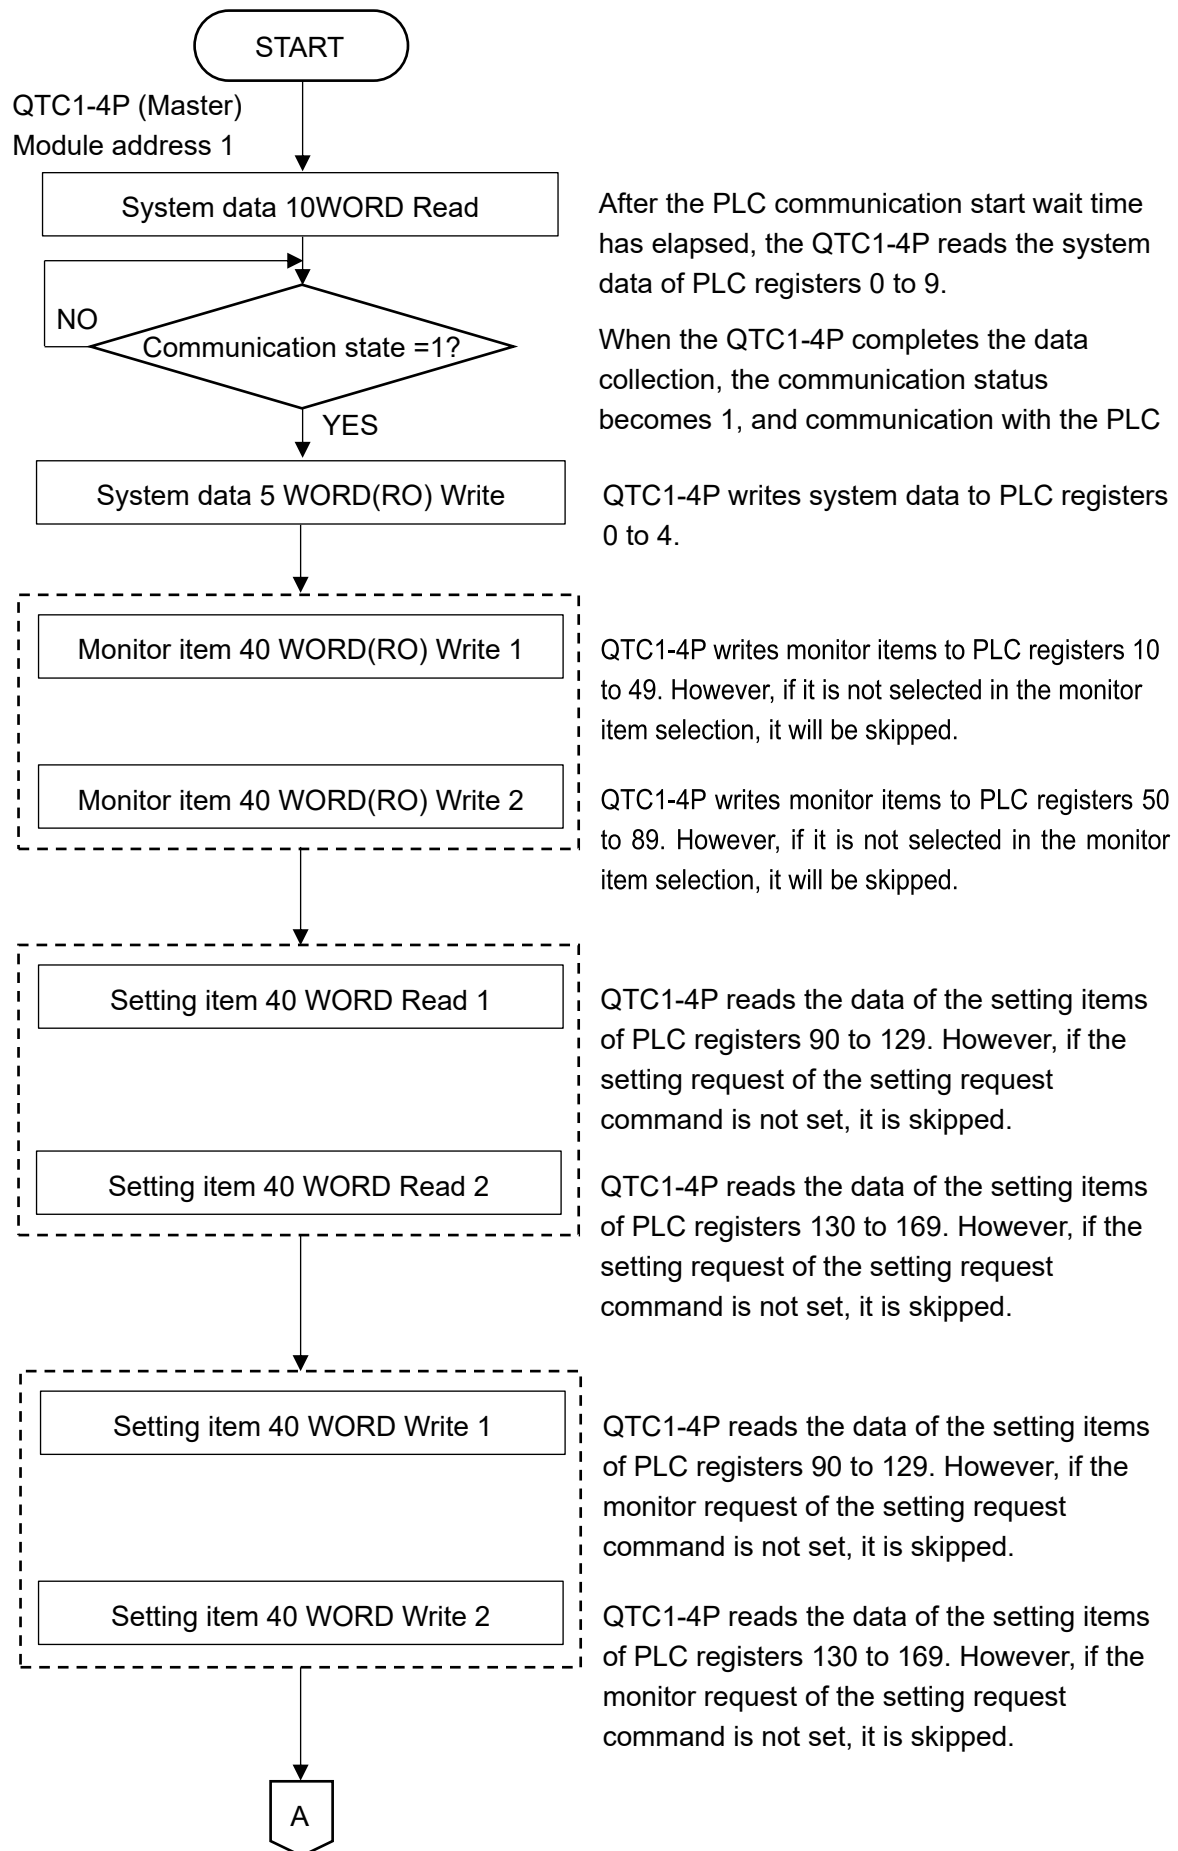 START
QTC1-4P (Master)
Module address 1
System data 10WORD Read
After the PLC communication start wait time
has elapsed, the QTC1-4P reads the system
data of PLC registers 0 to 9.
NO
Communication state =1?
When the QTC1-4P completes the data
collection, the communication status
becomes 1, and communication with the PLC
YES
System data 5 WORD(RO) Write
QTC1-4P writes system data to PLC registers
0 to 4.
Monitor item 40 WORD(RO) Write 1
QTC1-4P writes monitor items to PLC registers 10
to 49. However, if it is not selected in the monitor
item selection, it will be skipped.
Monitor item 40 WORD(RO) Write 2
QTC1-4P writes monitor items to PLC registers 50
to 89. However, if it is not selected in the monitor
item selection, it will be skipped.
Setting item 40 WORD Read 1
QTC1-4P reads the data of the setting items
of PLC registers 90 to 129. However, if the
setting request of the setting request
command is not set, it is skipped.
Setting item 40 WORD Read 2
QTC1-4P reads the data of the setting items
of PLC registers 130 to 169. However, if the
setting request of the setting request
command is not set, it is skipped.
Setting item 40 WORD Write 1
QTC1-4P reads the data of the setting items
of PLC registers 90 to 129. However, if the
monitor request of the setting request
command is not set, it is skipped.
Setting item 40 WORD Write 2
QTC1-4P reads the data of the setting items
of PLC registers 130 to 169. However, if the
monitor request of the setting request
command is not set, it is skipped.
A